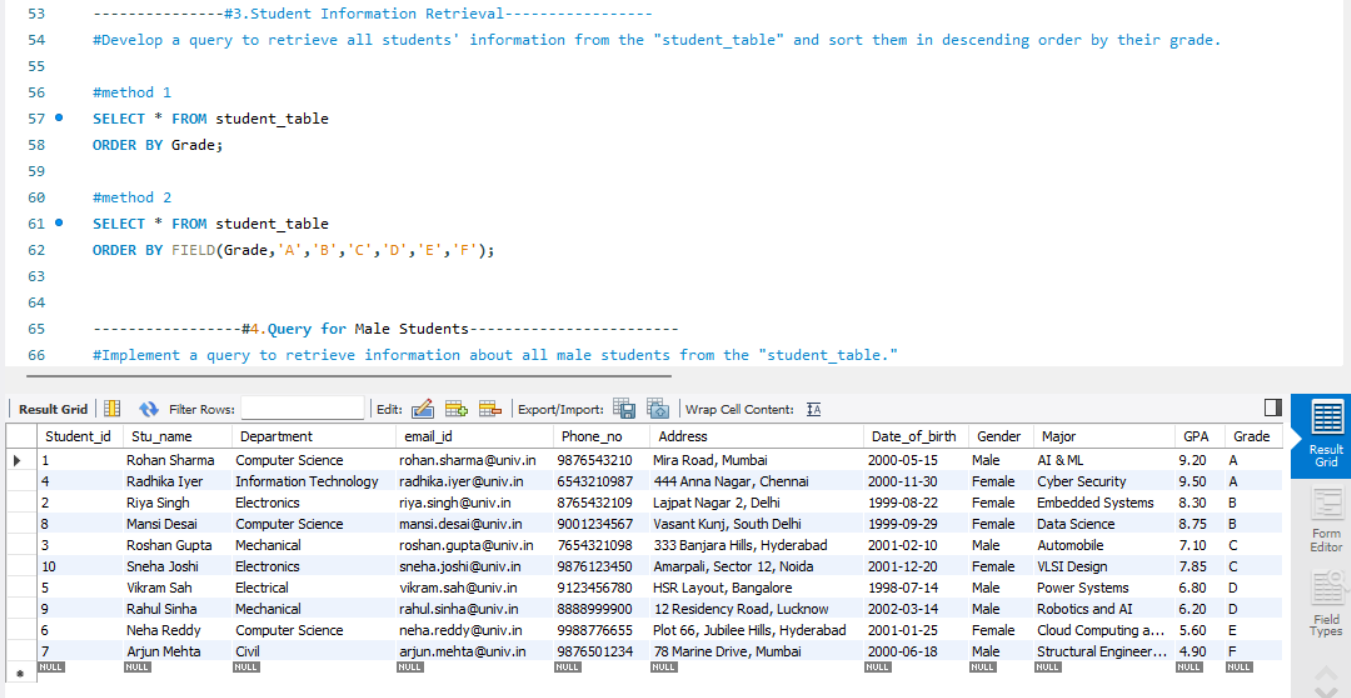 53 ---------------#3.Student Information Retrieval-----------------
54 #Develop a query to retrieve all students' information from the "student_table" and sort them in descending order by their grade.
55
56 #method 1
57 SELECT * FROM student_table
58 ORDER BY Grade;
59
60 #method 2
61 SELECT * FROM student_table
62 ORDER BY FIELD(Grade,'A','B','C','D','E','F');
63
64
65 -----------------#4.Query for Male Students------------------------
66 #Implement a query to retrieve information about all male students from the "student_table."
Result Grid Filter Rows: Edit: Export/Import: Wrap Cell Content: IA
Student_id Stu_name Department email_id Phone_no Address Date_of_birth Gender Major GPA Grade
1 Rohan Sharma Computer Science rohan.sharma@univ.in 9876543210 Mira Road, Mumbai 2000-05-15 Male AI & ML 9.20 A
4 Radhika Iyer Information Technology radhika.iyer@univ.in 6543210987 444 Anna Nagar, Chennai 2000-11-30 Female Cyber Security 9.50 A
2 Riya Singh Electronics riya.singh@univ.in 8765432109 Lajpat Nagar 2, Delhi 1999-08-22 Female Embedded Systems 8.30 B
8 Mansi Desai Computer Science mansi.desai@univ.in 9001234567 Vasant Kunj, South Delhi 1999-09-29 Female Data Science 8.75 B
3 Roshan Gupta Mechanical roshan.gupta@univ.in 7654321098 333 Banjara Hills, Hyderabad 2001-02-10 Male Automobile 7.10 C
10 Sneha Joshi Electronics sneha.joshi@univ.in 9876123450 Amarpali, Sector 12, Noida 2001-12-20 Female VLSI Design 7.85 C
5 Vikram Sah Electrical vikram.sah@univ.in 9123456780 HSR Layout, Bangalore 1998-07-14 Male Power Systems 6.80 D
9 Rahul Sinha Mechanical rahul.sinha@univ.in 8888999900 12 Residency Road, Lucknow 2002-03-14 Male Robotics and AI 6.20 D
6 Neha Reddy Computer Science neha.reddy@univ.in 9988776655 Plot 66, Jubilee Hills, Hyderabad 2001-01-25 Female Cloud Computing a... 5.60 E
7 Arjun Mehta Civil arjun.mehta@univ.in 9876501234 78 Marine Drive, Mumbai 2000-06-18 Male Structural Engineer... 4.90 F
NULL NULL NULL NULL NULL NULL NULL NULL NULL NULL NULL
Result
Grid
Form
Editor
Field
Types